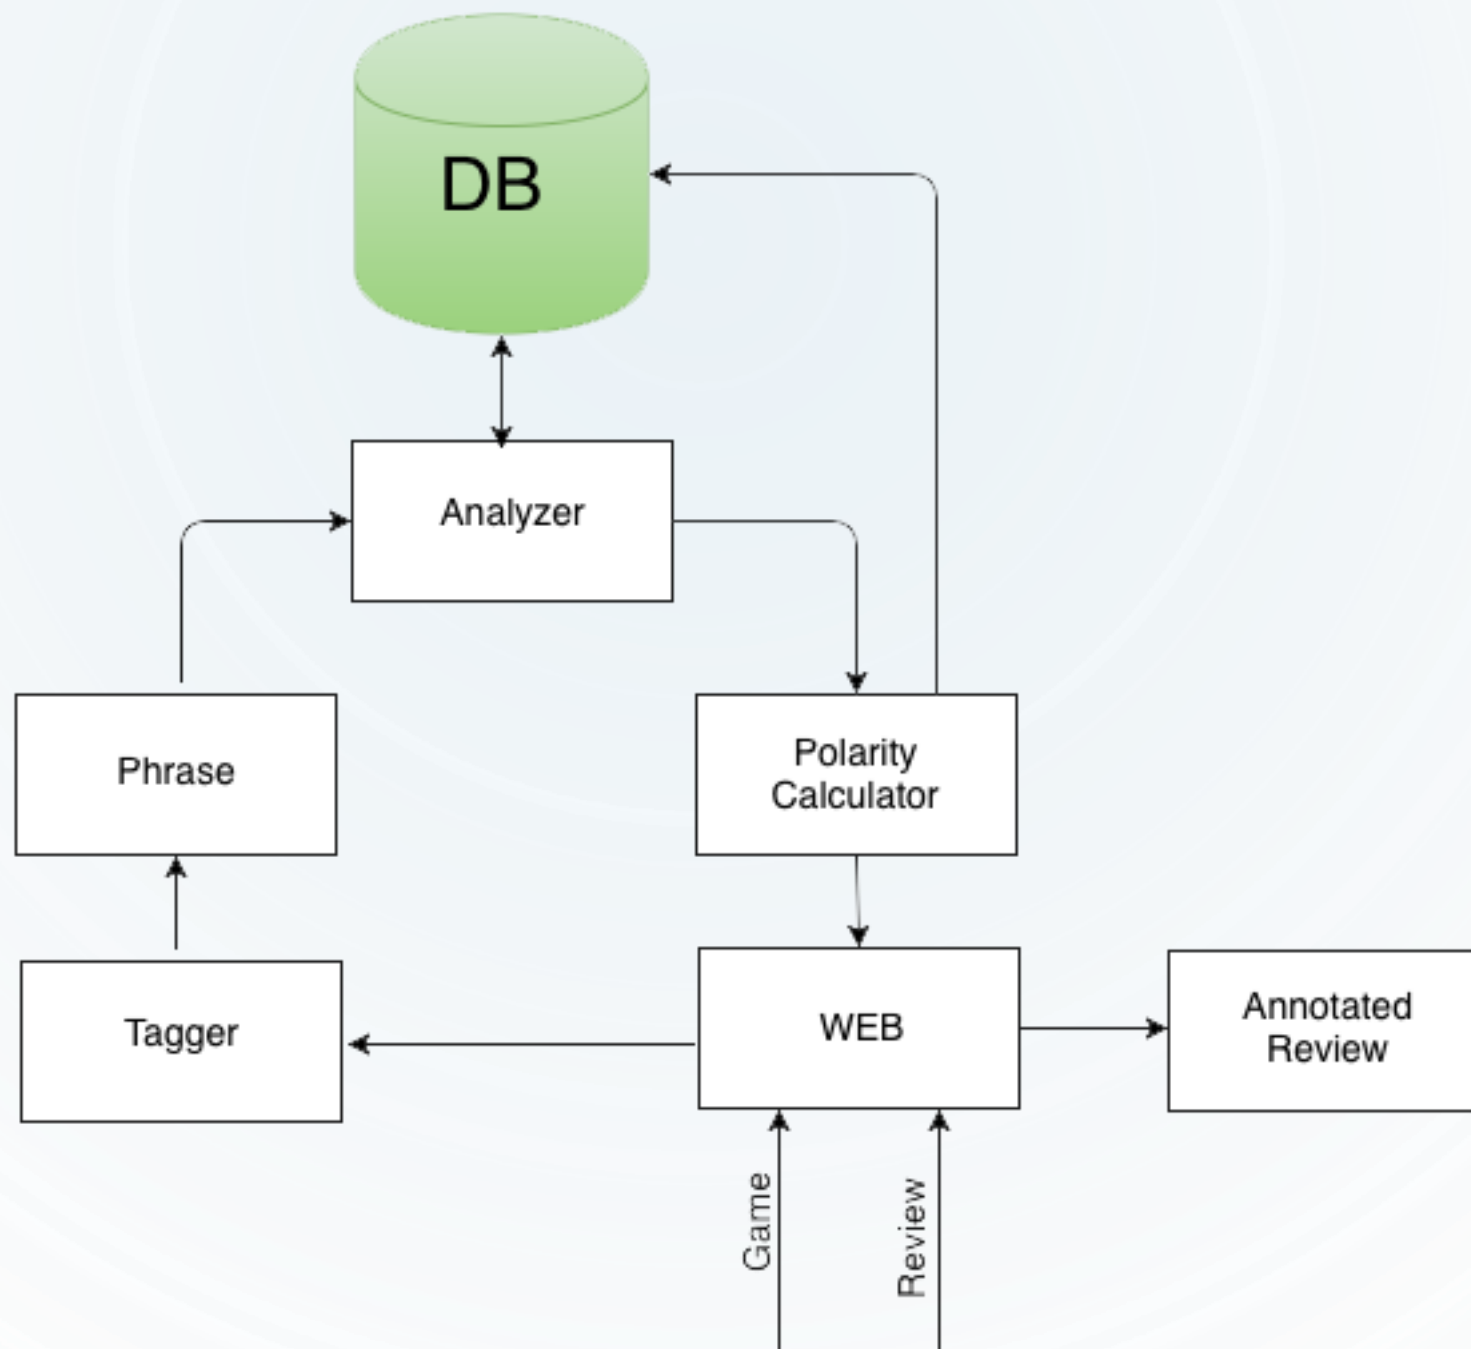 DB
Analyzer
Phrase
Polarity
Calculator
Tagger
WEB
Annotated
Review
Game
Review